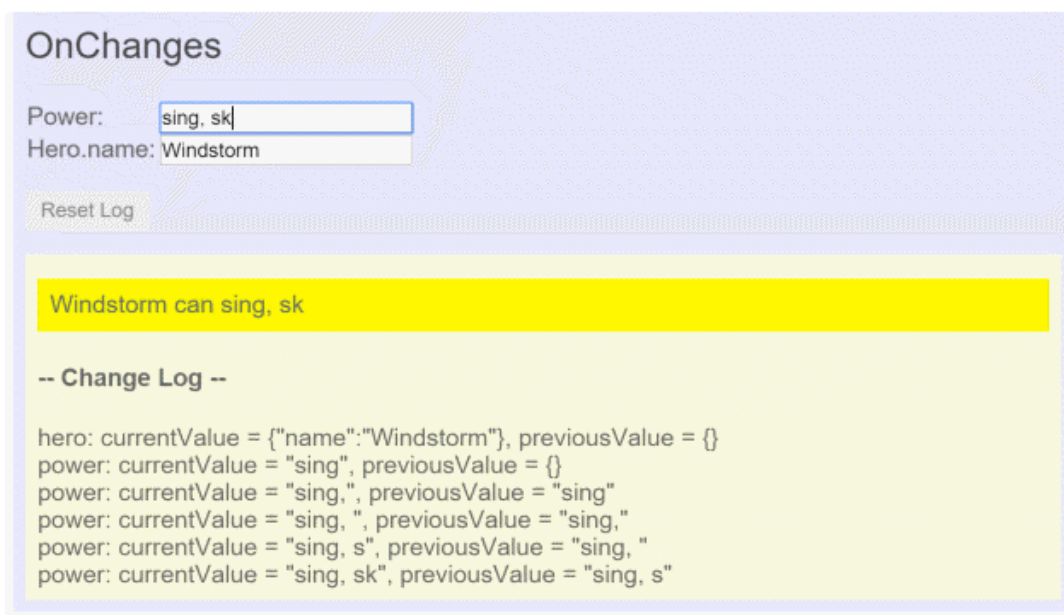 OnChanges
Power: sing, sk
Hero.name: Windstorm
Reset Log
Windstorm can sing, sk
-- Change Log --
hero: currentValue = {"name":"Windstorm"}, previousValue = {}
power: currentValue = "sing", previousValue = {}
power: currentValue = "sing,", previousValue = "sing"
power: currentValue = "sing, ", previousValue = "sing,"
power: currentValue = "sing, s", previousValue = "sing, "
power: currentValue = "sing, sk", previousValue = "sing, s"